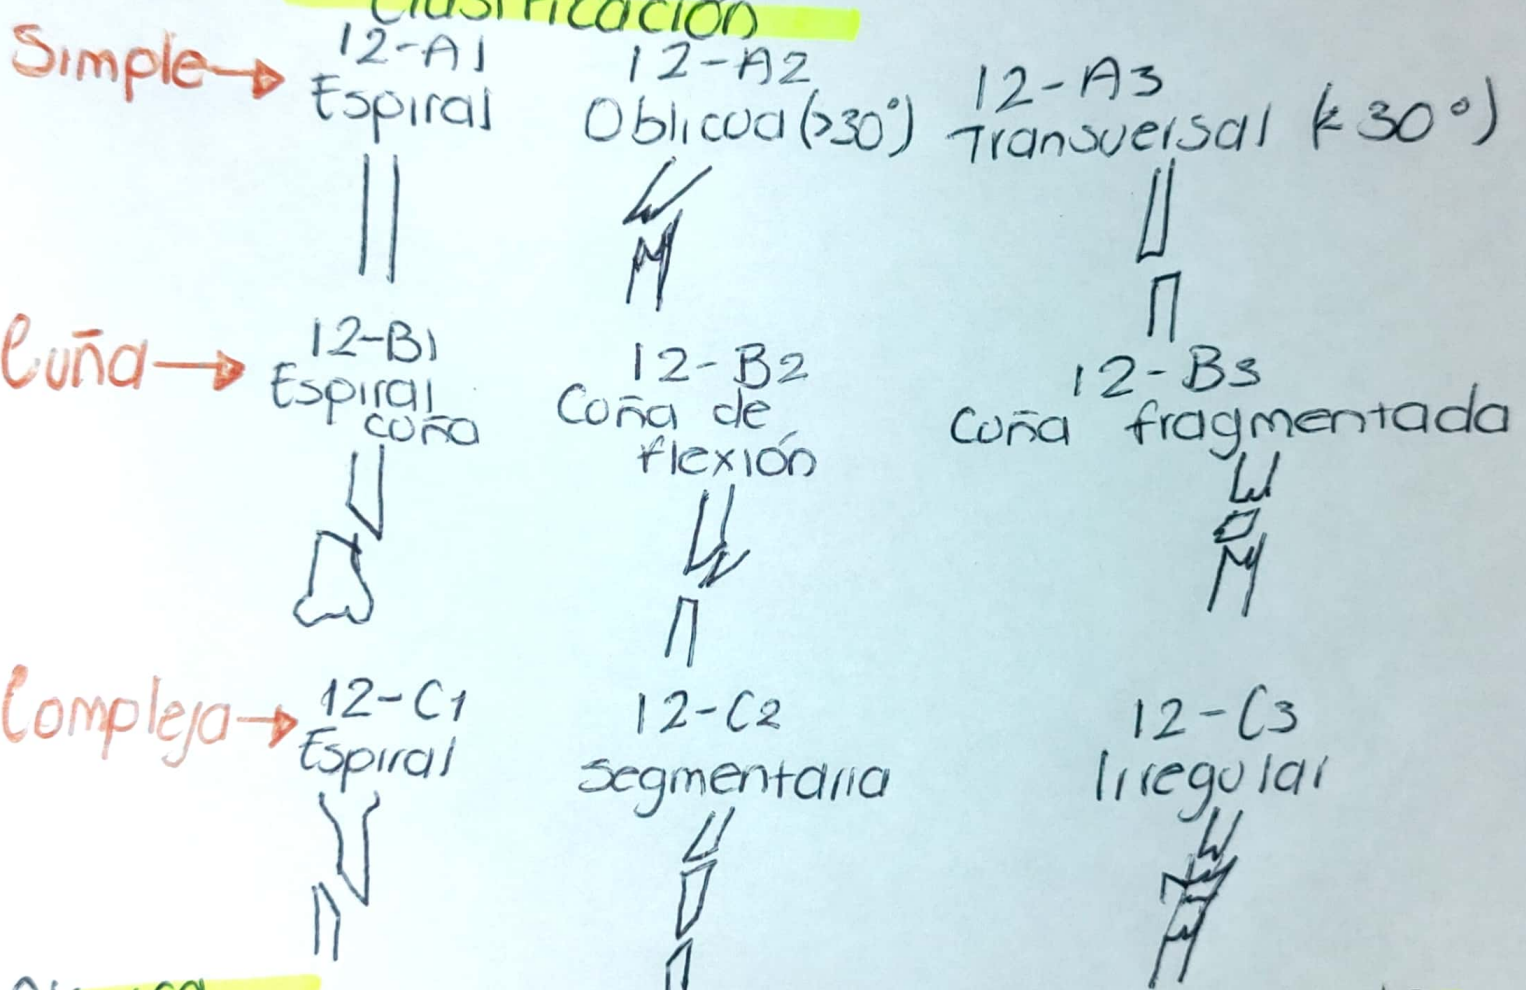 Clasificación
Simple→ 12-A1 12-A2 12-A3
Espiral Oblicua (>30°) Transversal (<30°)
Cuña→ 12-B1 12-B2 12-B3
Espiral cuña Cuña de Cuña fragmentada
flexión
Compleja→ 12-C1 12-C2 12-C3
Espiral Segmentaria Irregular